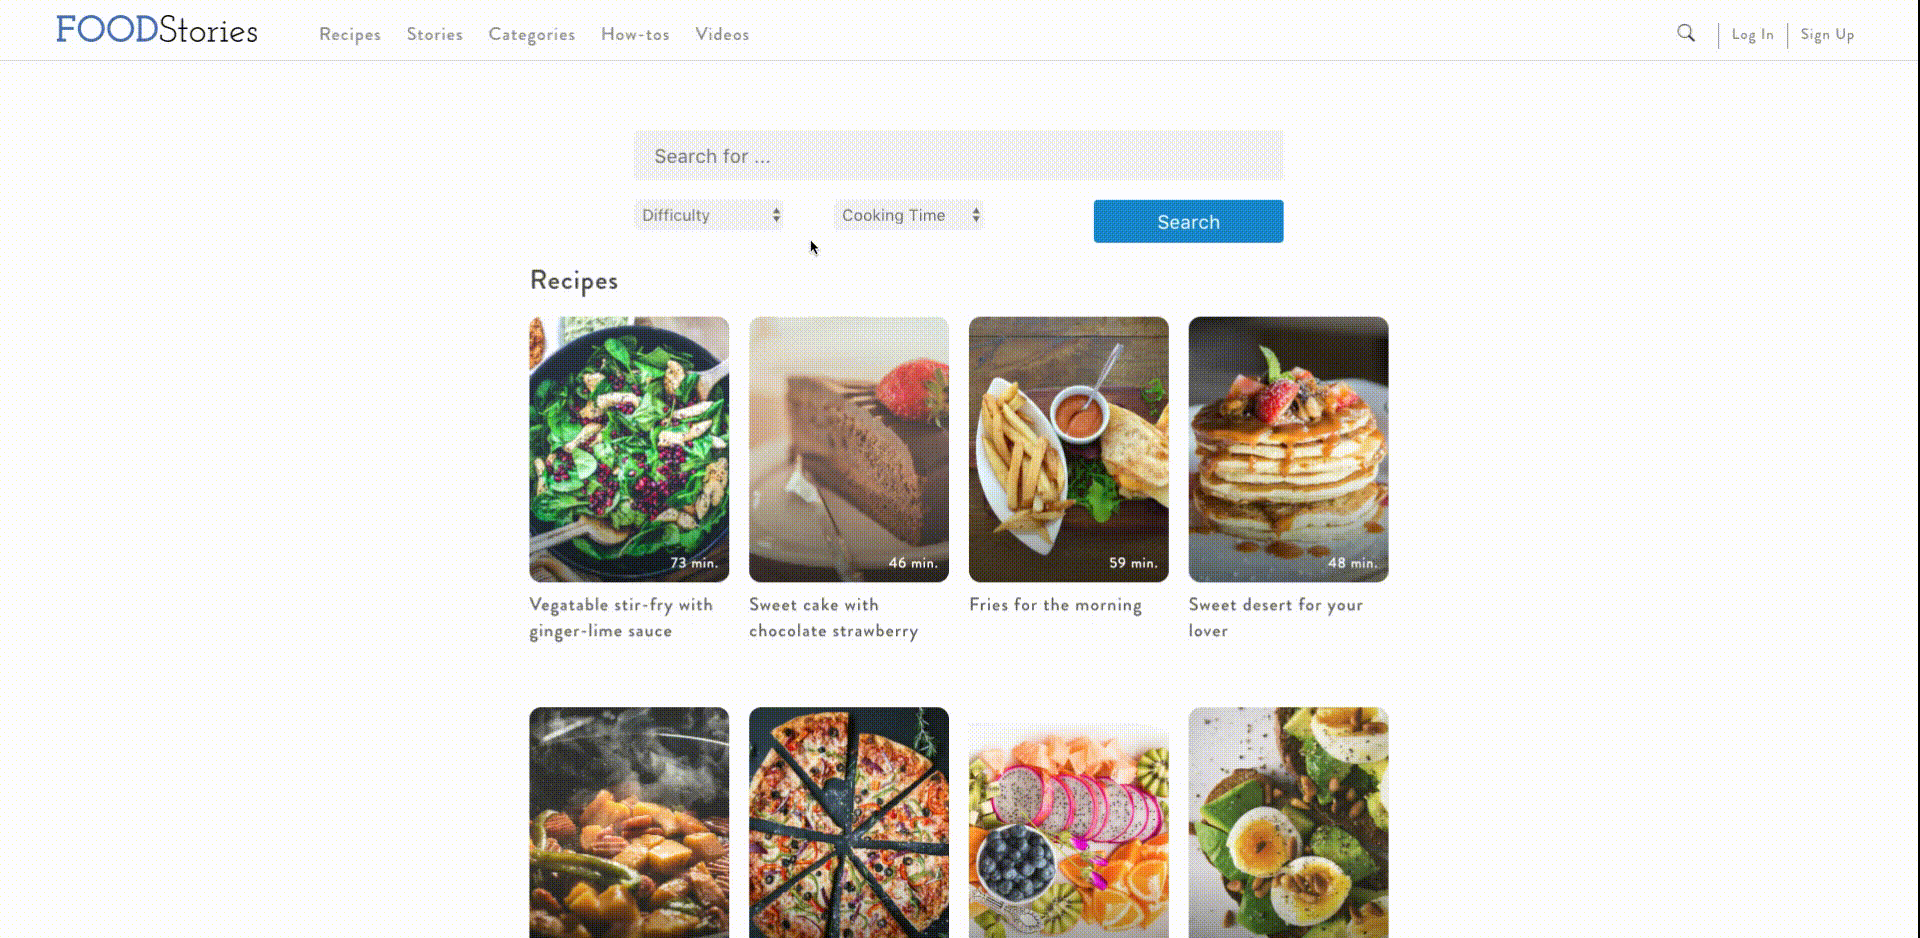 FOODStories
Recipes Stories Categories How-tos Videos
Log In Sign Up
Search for ...
Difficulty Cooking Time Search
Recipes
73 min. 46 min. 59 min. 48 min.
Vegatable stir-fry with ginger-lime sauce
Sweet cake with chocolate strawberry
Fries for the morning
Sweet desert for your lover